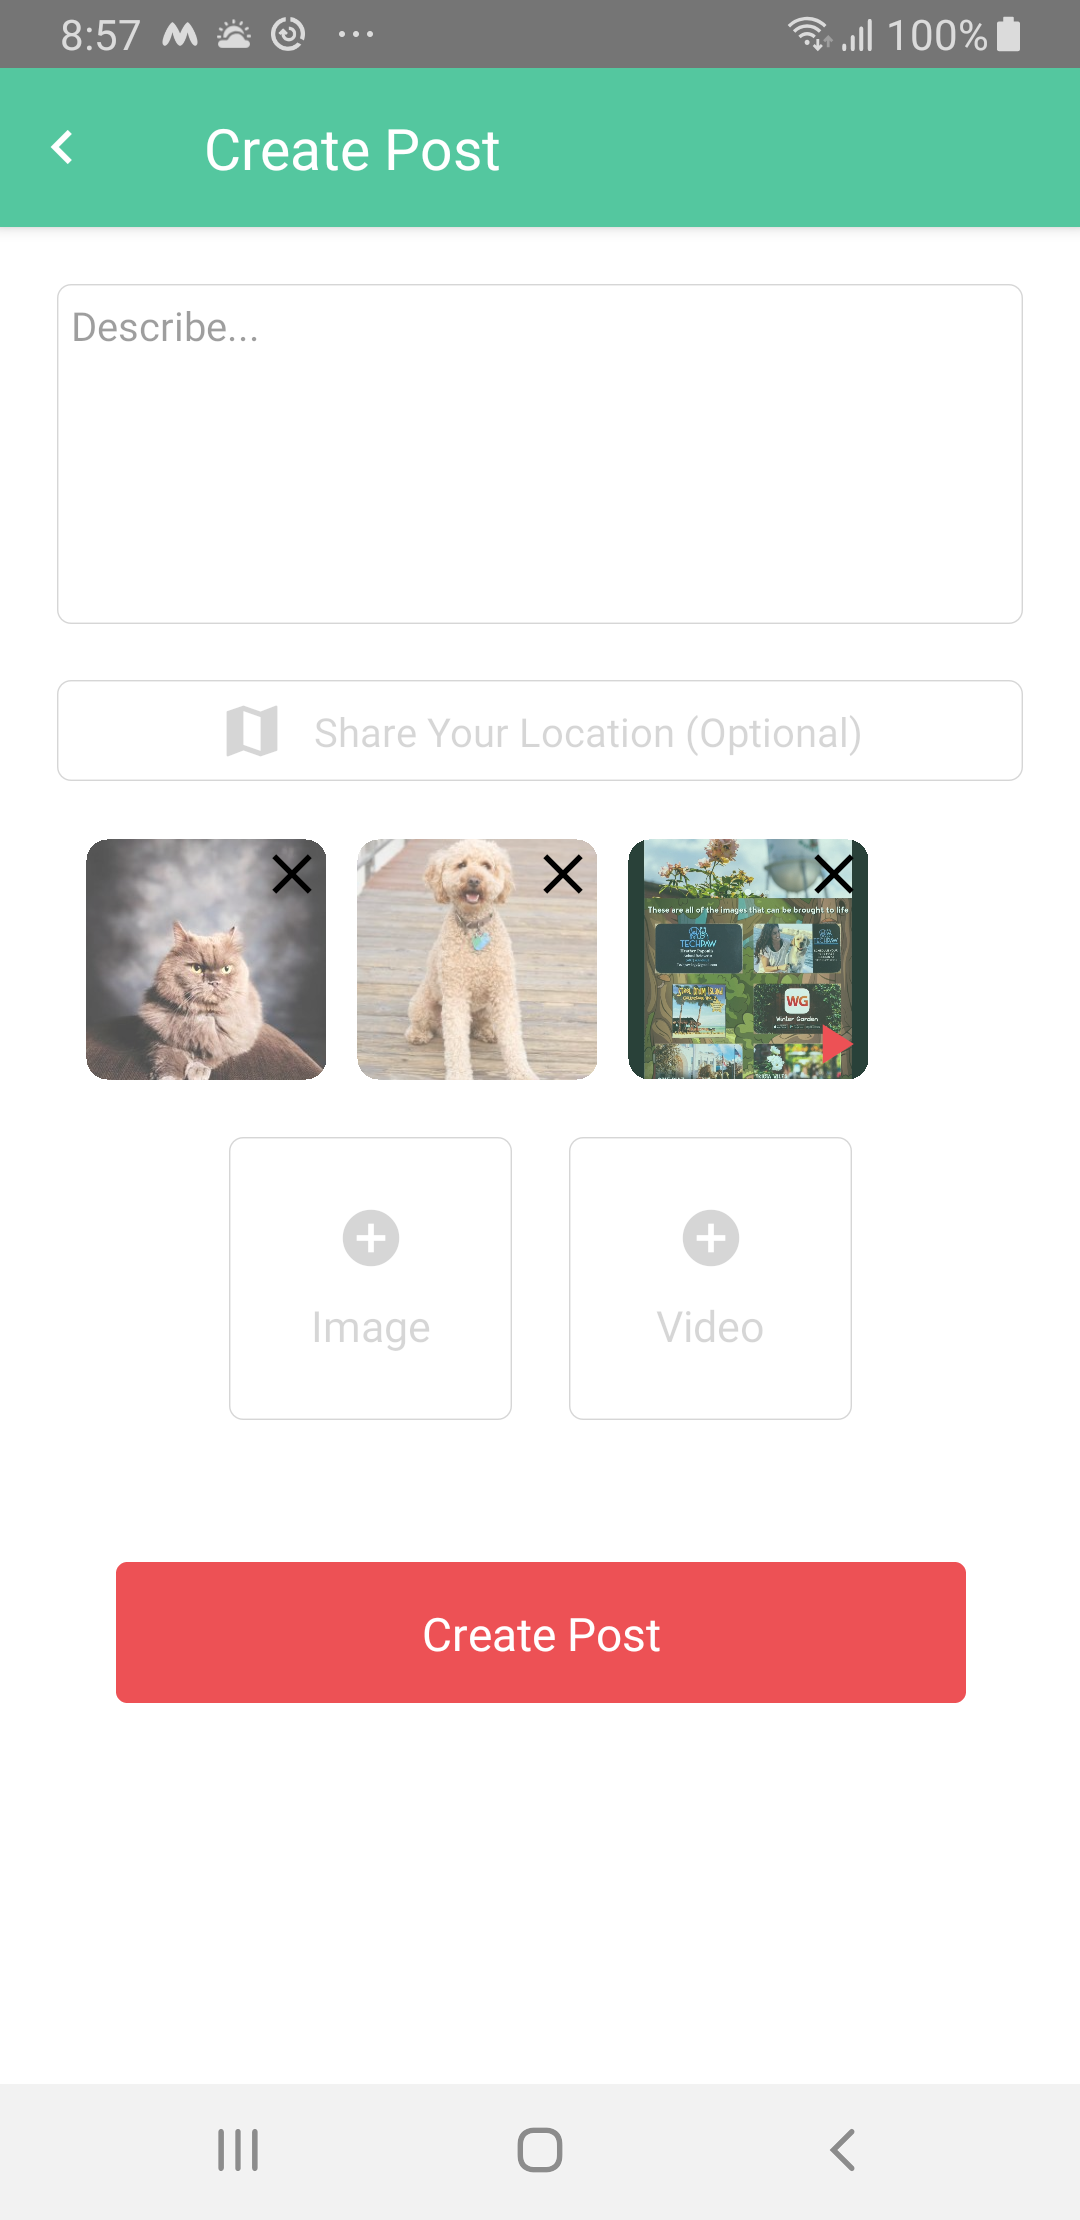 8:57
100%
Create Post
Describe...
Share Your Location (Optional)
These are all of the images that can be brought to life
TECHPAW
WG
Winter Garden
Image
Video
Create Post